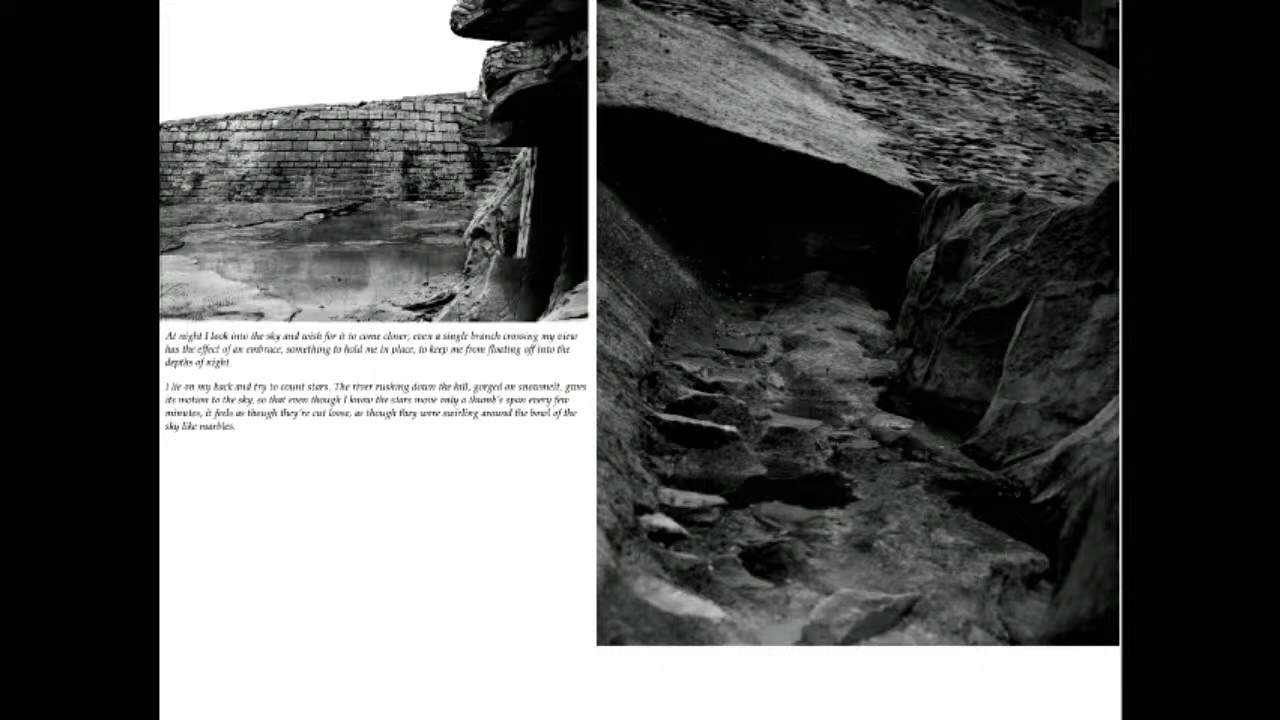 At night I look into the sky and wish for it to come closer; even a single branch crossing my view
has the effect of an embrace, something to hold me in place, to keep me from floating off into the
depths of night.
I lie on my back and try to count stars. The river rushing down the hill, gorged on snowmelt, gives
its motion to the sky, so that even though I know the stars move only a thumb's span every few
minutes, it feels as though they're cut loose, as though they were swirling around the bowl of the
sky like marbles.